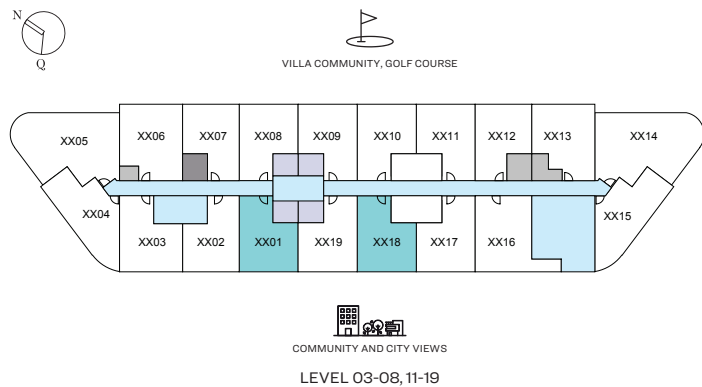 N
Q
VILLA COMMUNITY, GOLF COURSE
XX05
XX06
XX07
XX08
XX09
XX10
XX11
XX12
XX13
XX14
XX04
XX03
XX02
XX01
XX19
XX18
XX17
XX16
XX15
COMMUNITY AND CITY VIEWS
LEVEL 03-08, 11-19